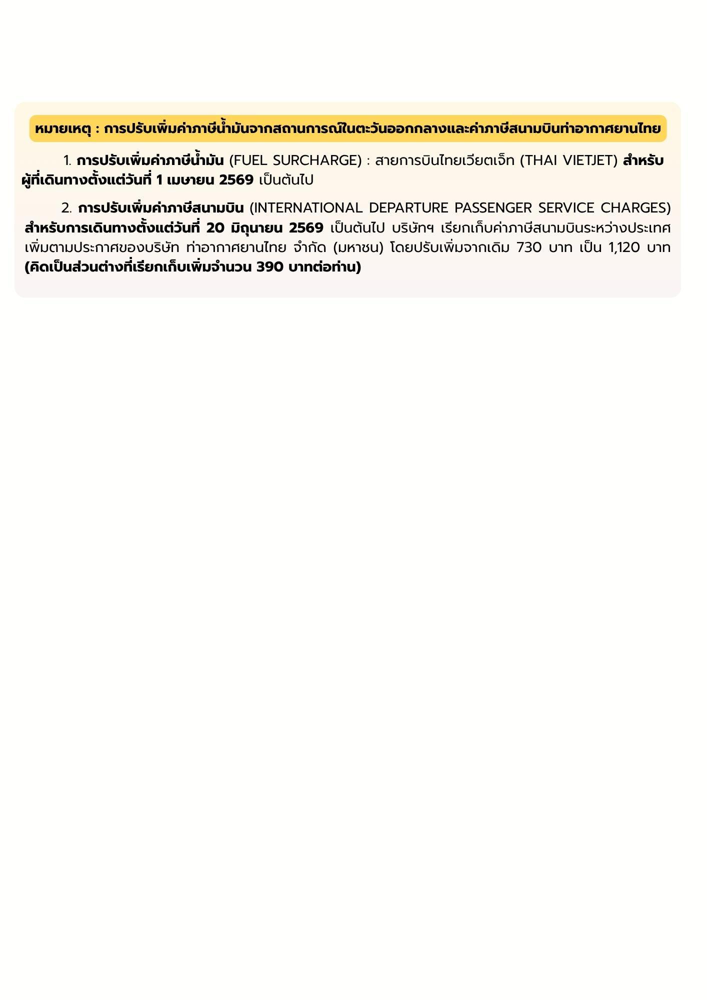 หมายเหตุ : การปรับเพิ่มค่าภาษีน้ำมันจากสถานการณ์ในตะวันออกกลางและค่าภาษีสนามบินท่าอากาศยานไทย
1. การปรับเพิ่มค่าภาษีน้ำมัน (FUEL SURCHARGE) : สายการบินไทยเวียตเจ็ท (THAI VIETJET) สำหรับ
ผู้ที่เดินทางตั้งแต่วันที่ 1 เมษายน 2569 เป็นต้นไป
2. การปรับเพิ่มค่าภาษีสนามบิน (INTERNATIONAL DEPARTURE PASSENGER SERVICE CHARGES)
สำหรับการเดินทางตั้งแต่วันที่ 20 มิถุนายน 2569 เป็นต้นไป บริษัทฯ เรียกเก็บค่าภาษีสนามบินระหว่างประเทศ
เพิ่มตามประกาศของบริษัท ท่าอากาศยานไทย จำกัด (มหาชน) โดยปรับเพิ่มจากเดิม 730 บาท เป็น 1,120 บาท
(คิดเป็นส่วนต่างที่เรียกเก็บเพิ่มจำนวน 390 บาทต่อท่าน)